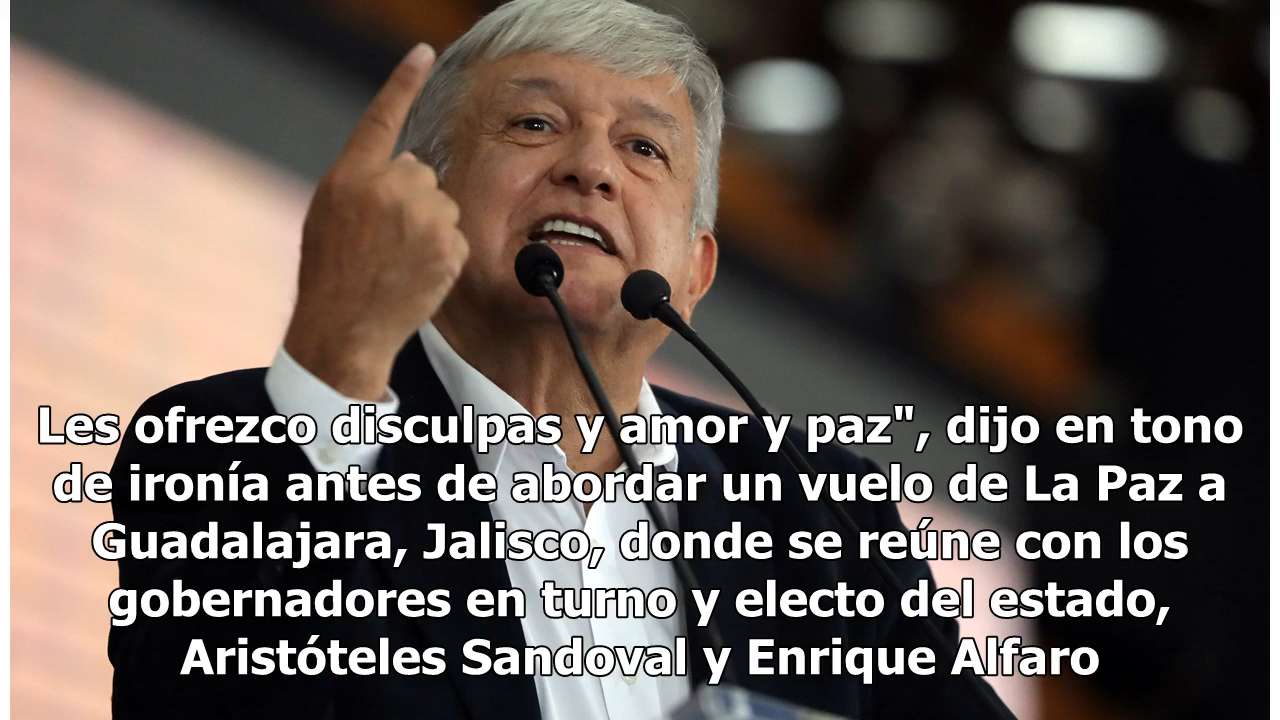 Les ofrezco disculpas y amor y paz", dijo en tono
de ironía antes de abordar un vuelo de La Paz a
Guadalajara, Jalisco, donde se reúne con los
gobernadores en turno y electo del estado,
Aristóteles Sandoval y Enrique Alfaro